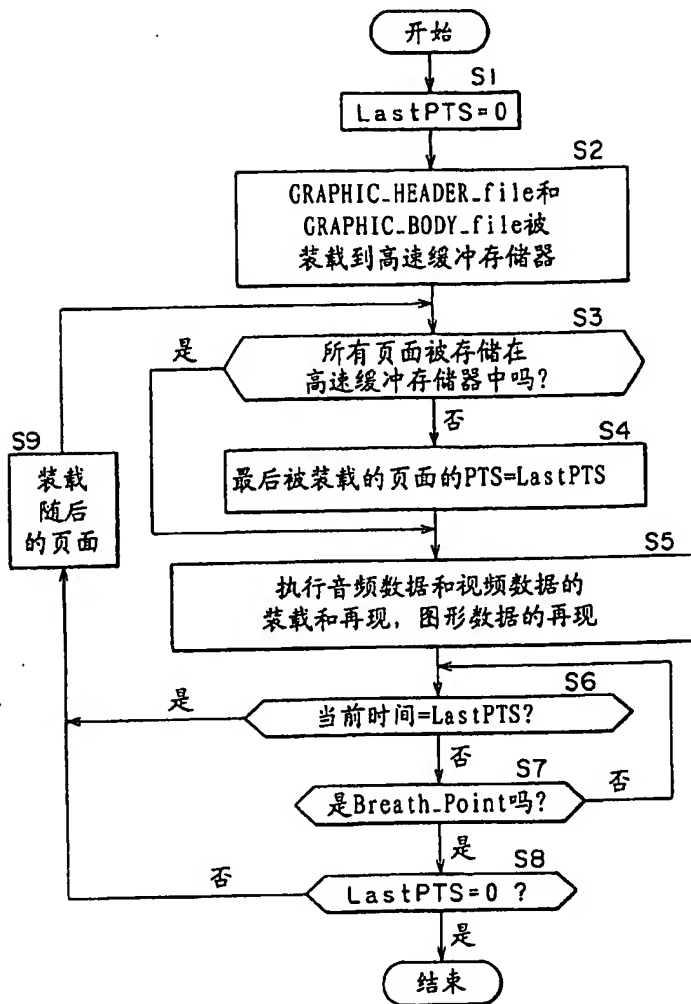 开始
S1
LastPTS=0
S2
GRAPHIC_HEADER_file和
GRAPHIC_BODY_file被
装载到高速缓冲存储器
S3
是
所有页面被存储在
高速缓冲存储器中吗?
否
S9
装载
随后
的页面
S4
最后被装载的页面的PTS=LastPTS
S5
执行音频数据和视频数据的
装载和再现，图形数据的再现
S6
是
当前时间=LastPTS?
否
S7
是Breath_Point吗?
否
是
S8
否
LastPTS=0 ?
是
结束